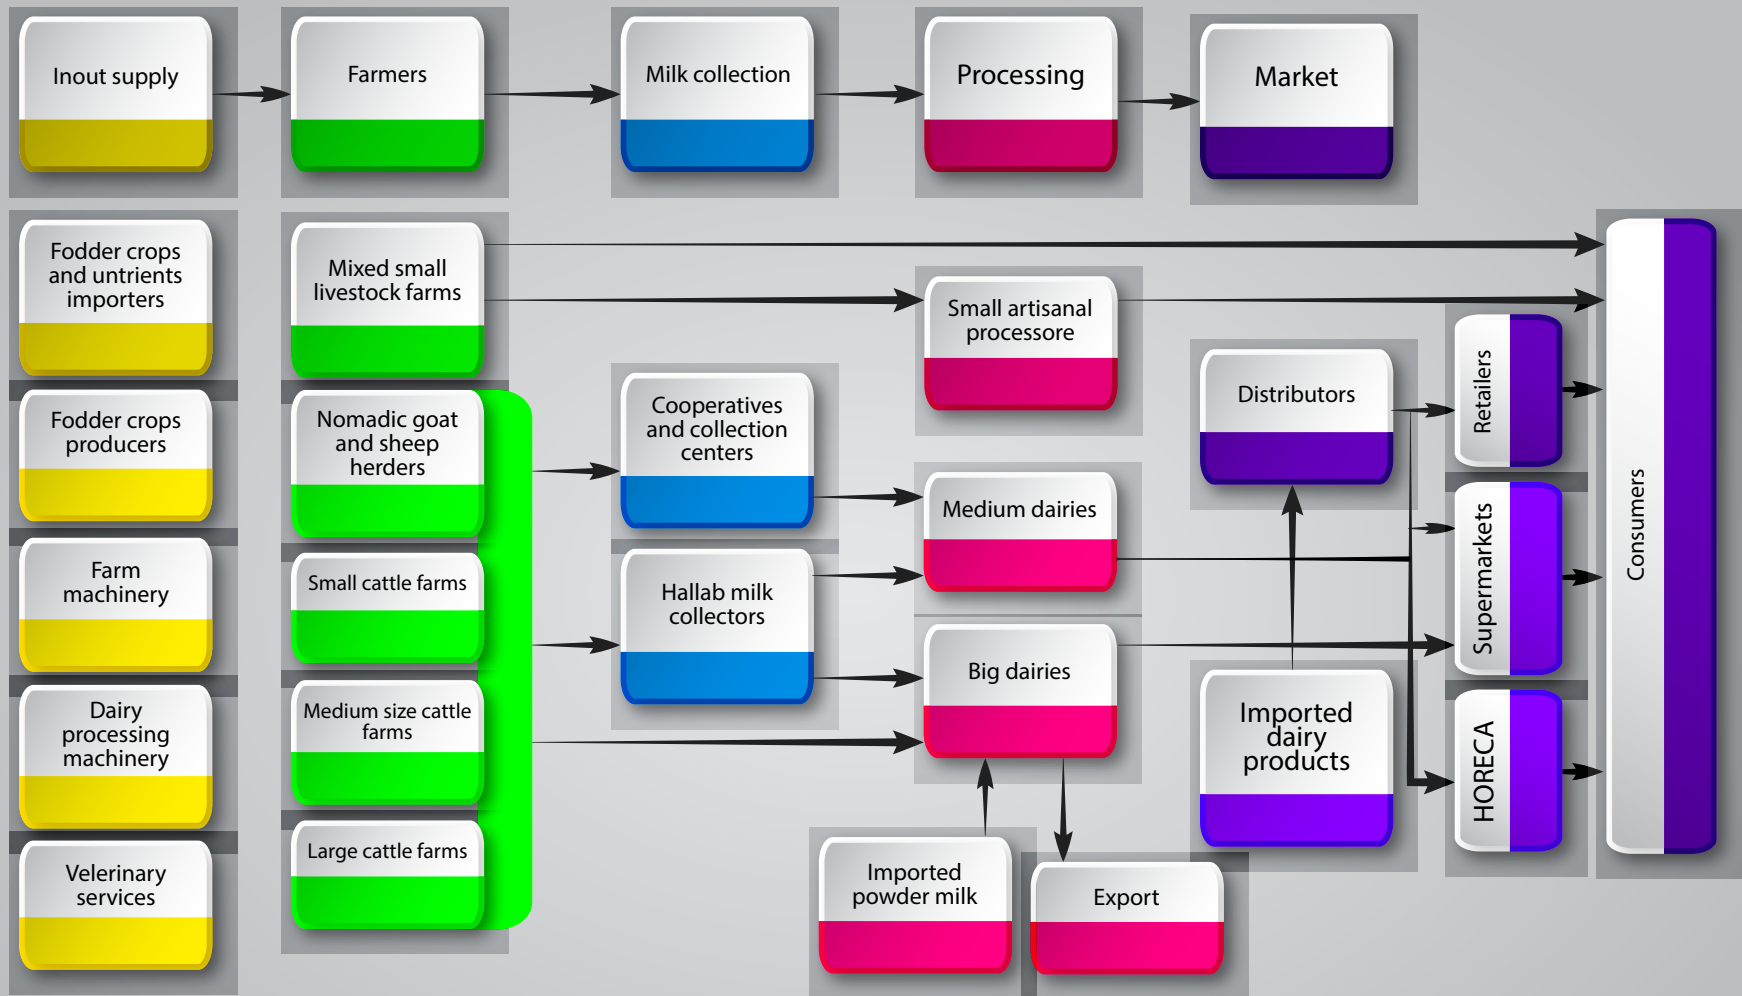 Inout supply
Farmers
Milk collection
Processing
Market
Fodder crops
and untrients
importers
Fodder crops
producers
Farm
machinery
Dairy
processing
machinery
Velerinary
services
Mixed small
livestock farms
Nomadic goat
and sheep
herders
Small cattle farms
Medium size cattle
farms
Large cattle farms
Cooperatives
and collection
centers
Hallab milk
collectors
Small artisanal
processore
Medium dairies
Big dairies
Imported
powder milk
Export
Distributors
Imported
dairy
products
Retailers
Supermarkets
HORECA
Consumers